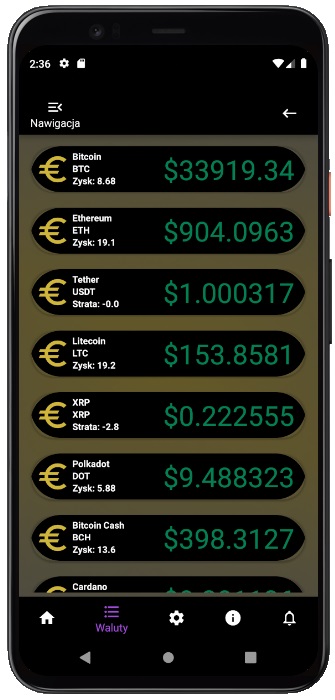 2:36
Nawigacja
Bitcoin
BTC
Zysk: 8.68
$33919.34
Ethereum
ETH
Zysk: 19.1
$904.0963
Tether
USDT
Strata: -0.0
$1.000317
Litecoin
LTC
Zysk: 19.2
$153.8581
XRP
XRP
Strata: -2.8
$0.222555
Polkadot
DOT
Zysk: 5.88
$9.488323
Bitcoin Cash
BCH
Zysk: 13.6
$398.3127
Cardano
Waluty